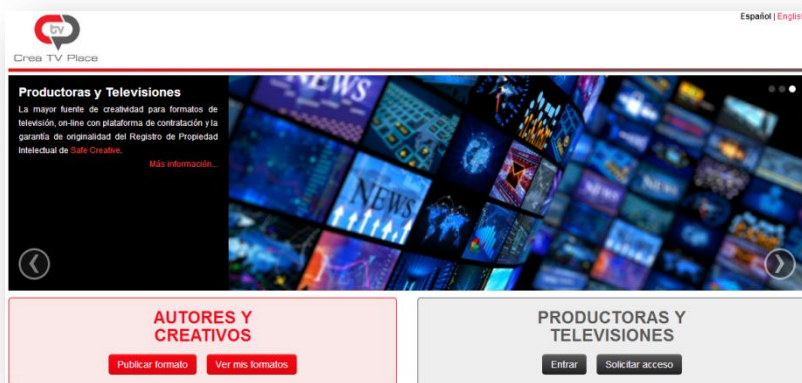 Español | English
tv
Crea TV Place
Productoras y Televisiones
La mayor fuente de creatividad para formatos de
televisión, on-line con plataforma de contratación y la
garantía de originalidad del Registro de Propiedad
Intelectual de Safe Creative.
Más información...
NEWS
NEWS
NEWS
NEWS
AUTORES Y
CREATIVOS
Publicar formato Ver mis formatos
PRODUCTORAS Y
TELEVISIONES
Entrar Solicitar acceso